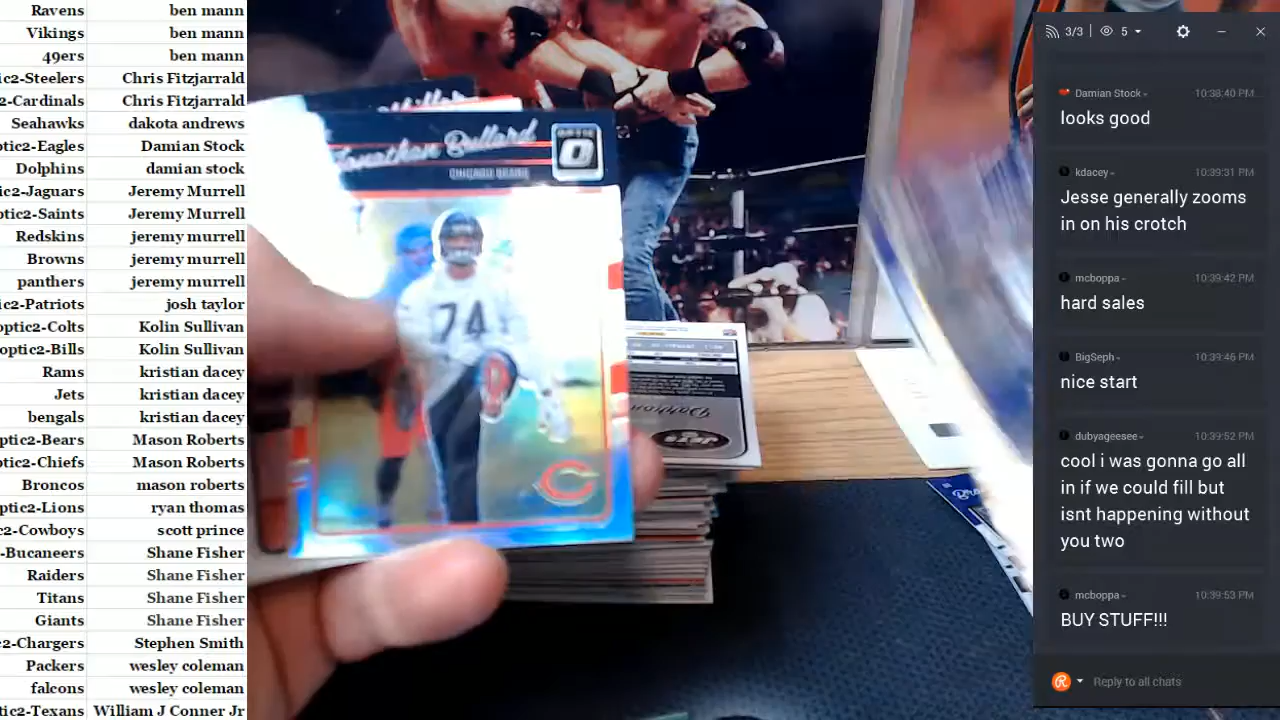 Ravens ben mann
Vikings ben mann
49ers ben mann
ic2-Steelers Chris Fitzjarrald
2-Cardinals Chris Fitzjarrald
Seahawks dakota andrews
otic2-Eagles Damian Stock
Dolphins damian stock
tic2-Jaguars Jeremy Murrell
otic2-Saints Jeremy Murrell
Redskins jeremy murrell
Browns jeremy murrell
panthers jeremy murrell
ic2-Patriots josh taylor
optic2-Colts Kolin Sullivan
optic2-Bills Kolin Sullivan
Rams kristian dacey
Jets kristian dacey
bengals kristian dacey
ptic2-Bears Mason Roberts
tic2-Chiefs Mason Roberts
Broncos mason roberts
ptic2-Lions ryan thomas
2-Cowboys scott prince
-Bucaneers Shane Fisher
Raiders Shane Fisher
Titans Shane Fisher
Giants Shane Fisher
c2-Chargers Stephen Smith
Packers wesley coleman
falcons wesley coleman
tic2-Texans William J Conner Jr
Jonathan Bullard
CHICAGO BEARS
74
JETS
3/3 5
Damian Stock 10:38:40 PM
looks good
kdacey 10:39:31 PM
Jesse generally zooms
in on his crotch
mcboppa 10:39:42 PM
hard sales
BigSeph 10:39:46 PM
nice start
dubyageesee 10:39:52 PM
cool i was gonna go all
in if we could fill but
isnt happening without
you two
mcboppa 10:39:53 PM
BUY STUFF!!!
Reply to all chats